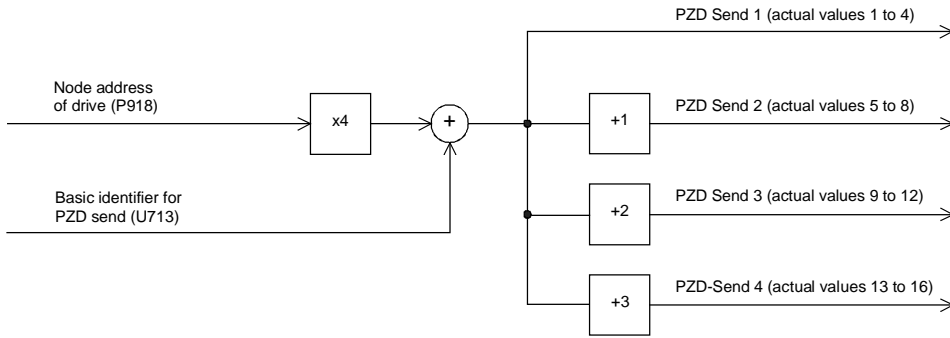 PZD Send 1 (actual values 1 to 4)
Node address
of drive (P918)
x4
+
+1
PZD Send 2 (actual values 5 to 8)
Basic identifier for
PZD send (U713)
+2
PZD Send 3 (actual values 9 to 12)
+3
PZD-Send 4 (actual values 13 to 16)